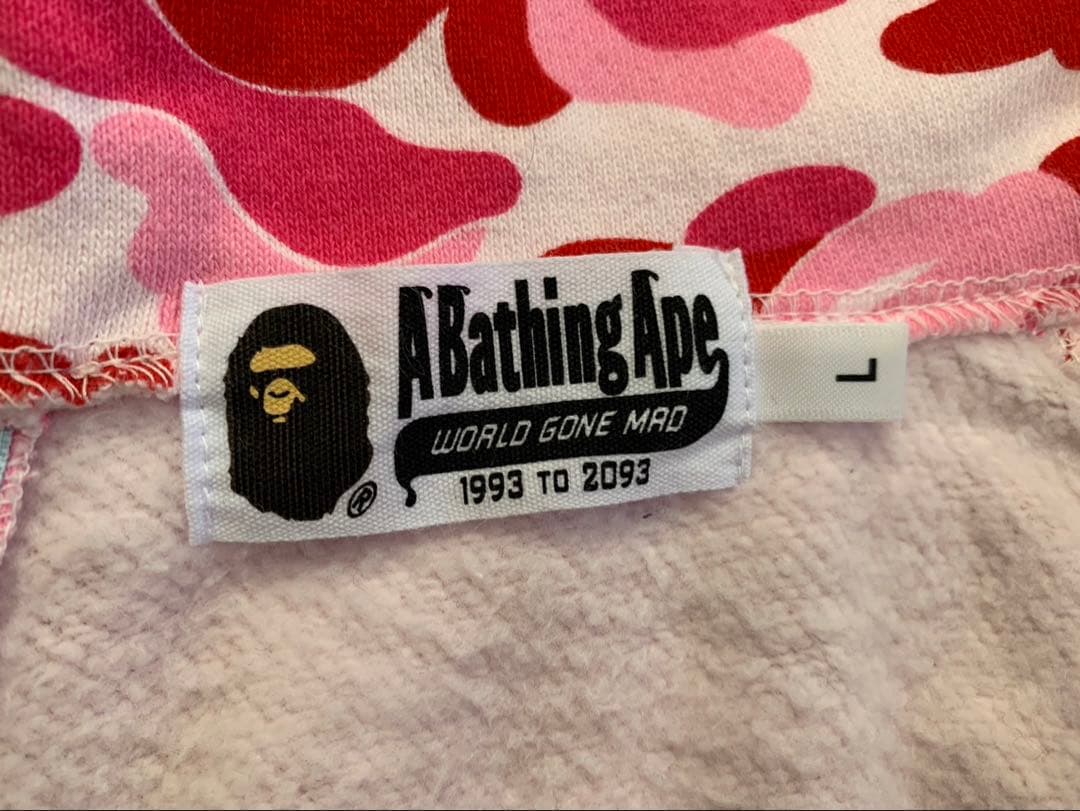 A Bathing Ape
WORLD GONE MAD
1993 TO 2093
®
L